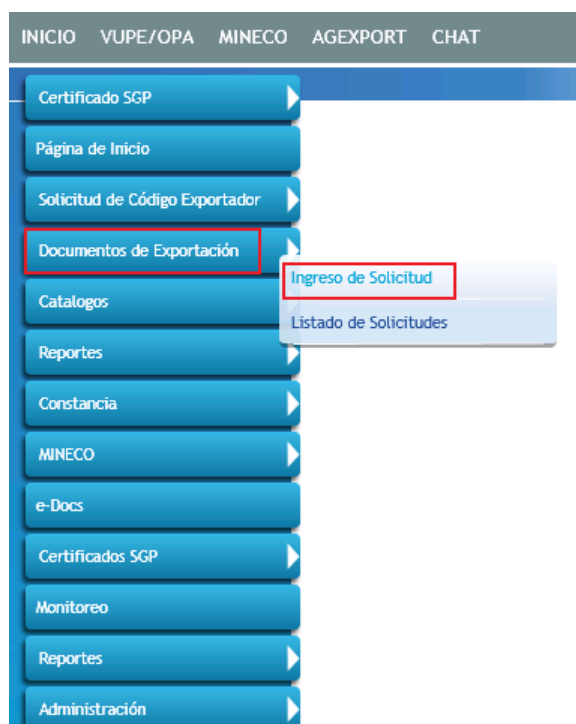 INICIO VUPE/OPA MINECO AGEXPORT CHAT
Certificado SGP
Página de Inicio
Solicitud de Código Exportador
Documentos de Exportación
Ingreso de Solicitud
Catalogos
Listado de Solicitudes
Reportes
Constancia
MINECO
e-Docs
Certificados SGP
Monitoreo
Reportes
Administración